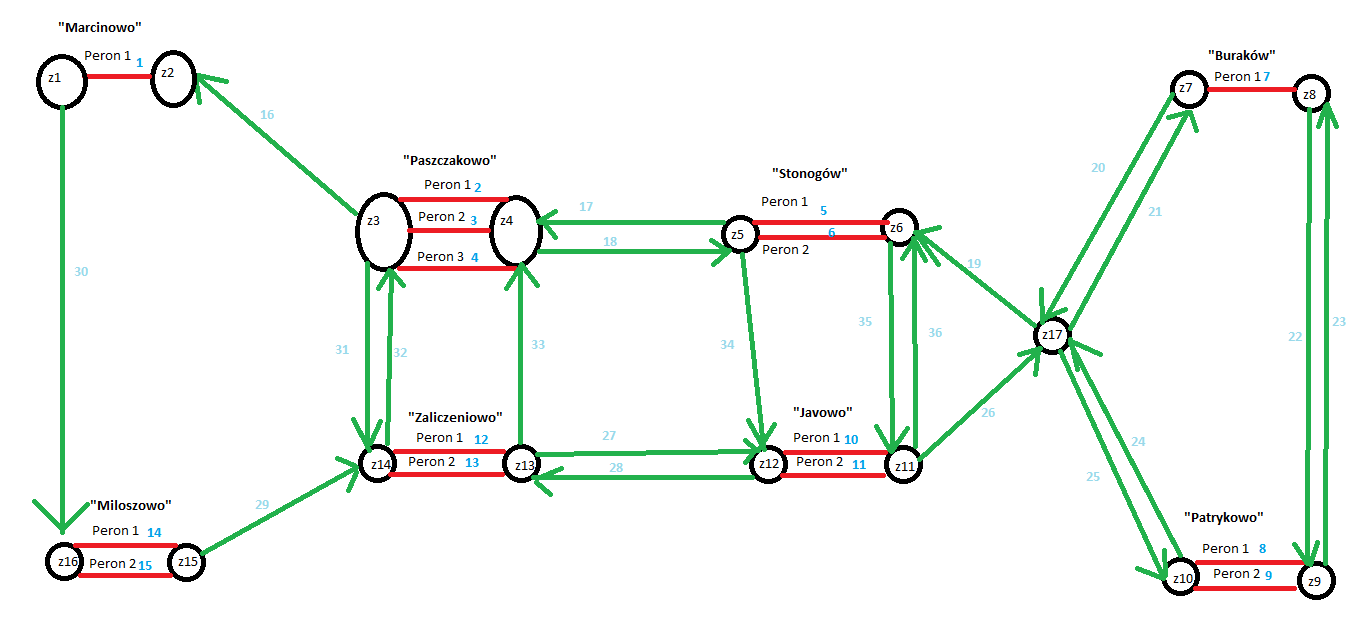 "Marcinowo"
Peron 1 1
z1
z2
16
30
"Paszczakowo"
Peron 1 2
Peron 2 3
Peron 3 4
z3
z4
17
18
"Stonogów"
Peron 1 5
6
Peron 2
z5
z6
19
"Buraków"
Peron 1 7
z7
z8
20
21
22
23
z17
31
32
33
34
35
36
"Zaliczeniowo"
Peron 1 12
Peron 2 13
z14
z13
27
28
"Javowo"
Peron 1 10
Peron 2 11
z12
z11
26
24
25
"Miloszowo"
Peron 1 14
Peron 2 15
z16
z15
29
"Patrykowo"
Peron 1 8
Peron 2 9
z10
z9